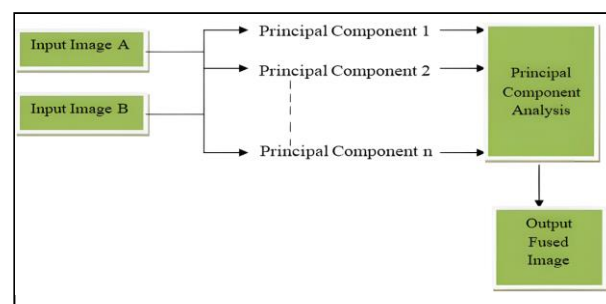 Input Image A
Input Image B
Principal Component 1
Principal Component 2
Principal Component n
Principal
Component
Analysis
Output
Fused
Image